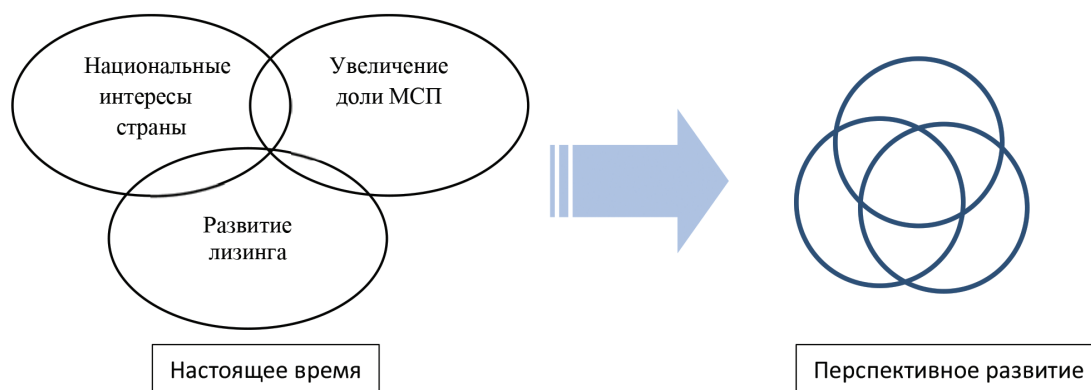 Национальные
интересы
страны
Увеличение
доли МСП
Развитие
лизинга
Настоящее время
Перспективное развитие